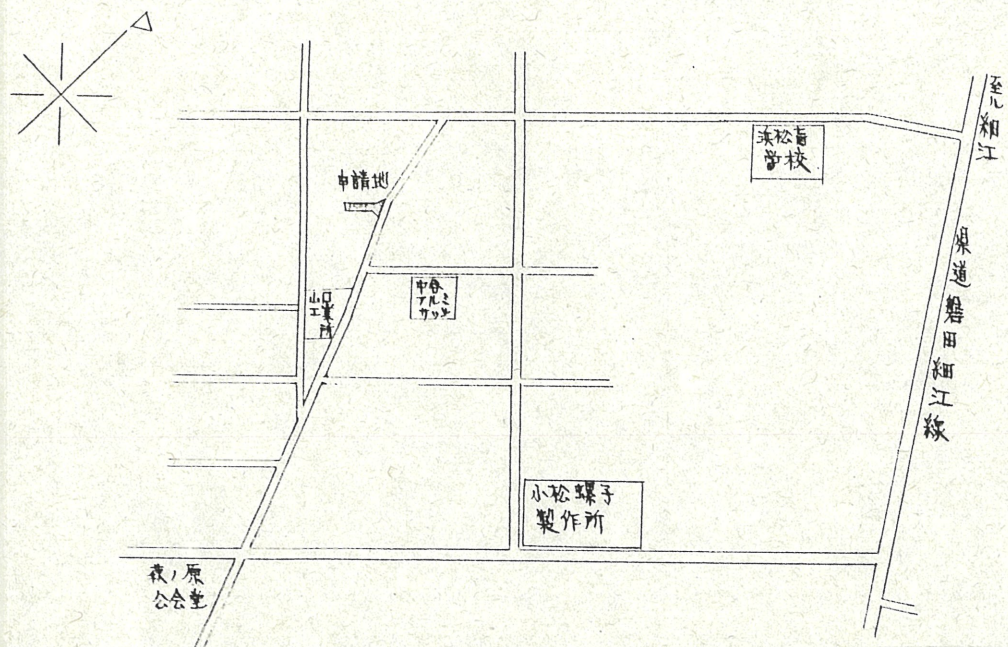 至ル細江
浜松盲
学校
申請地
県道磐田細江線
中春
アルミ
サッシ
山口
工業
所
小松螺子
製作所
萩ノ原
公会堂